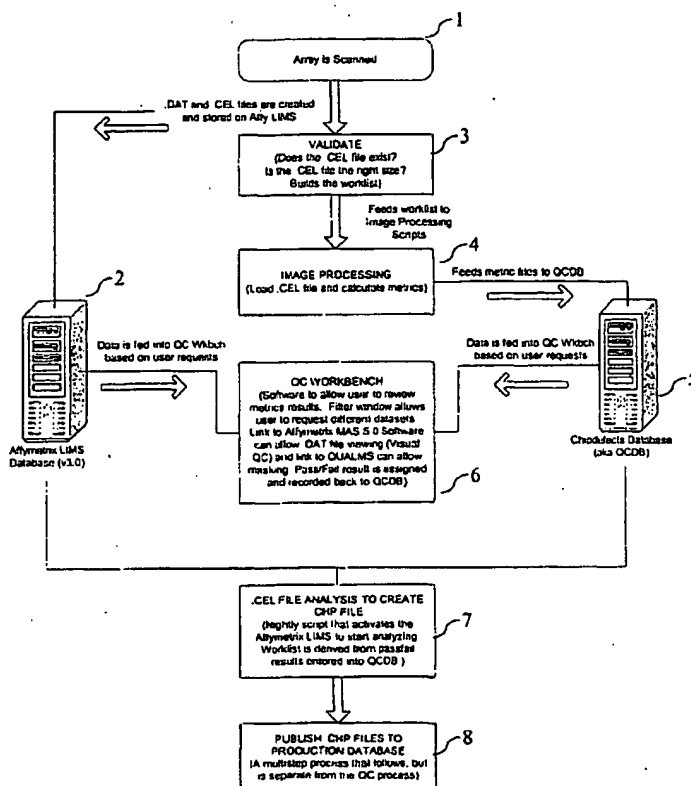 1
Array is Scanned
.DAT and .CEL files are created
and stored on Affy LIMS
3
VALIDATE
(Does the .CEL file exist?
Is the .CEL file the right size?
Builds the worklist)
Feeds worklist to
Image Processing
Scripts
4
IMAGE PROCESSING
(Load .CEL file and calculate metrics)
Feeds metric files to QCDB
2
Data is fed into QC Wkbch
based on user requests
Affymetrix LIMS
Database (v3.0)
QC WORKBENCH
(Software to allow user to review
metrics results. Filter window allows
user to request different datasets
Link to Affymetrix MAS 5.0 Software
can allow .DAT file viewing (Visual
QC) and link to QUALMS can allow
masking. Pass/Fail result is assigned
and recorded back to QCDB)
6
Data is fed into QC Wkbch
based on user requests
5
Chipdefects Database
(aka QCDB)
.CEL FILE ANALYSIS TO CREATE
CHP FILE
(Nightly script that activates the
Affymetrix LIMS to start analyzing
Worklist is derived from pass/fail
results entered into QCDB)
7
PUBLISH CHP FILES TO
PRODUCTION DATABASE
(A multistep process that follows, but
is separate from the QC process)
8